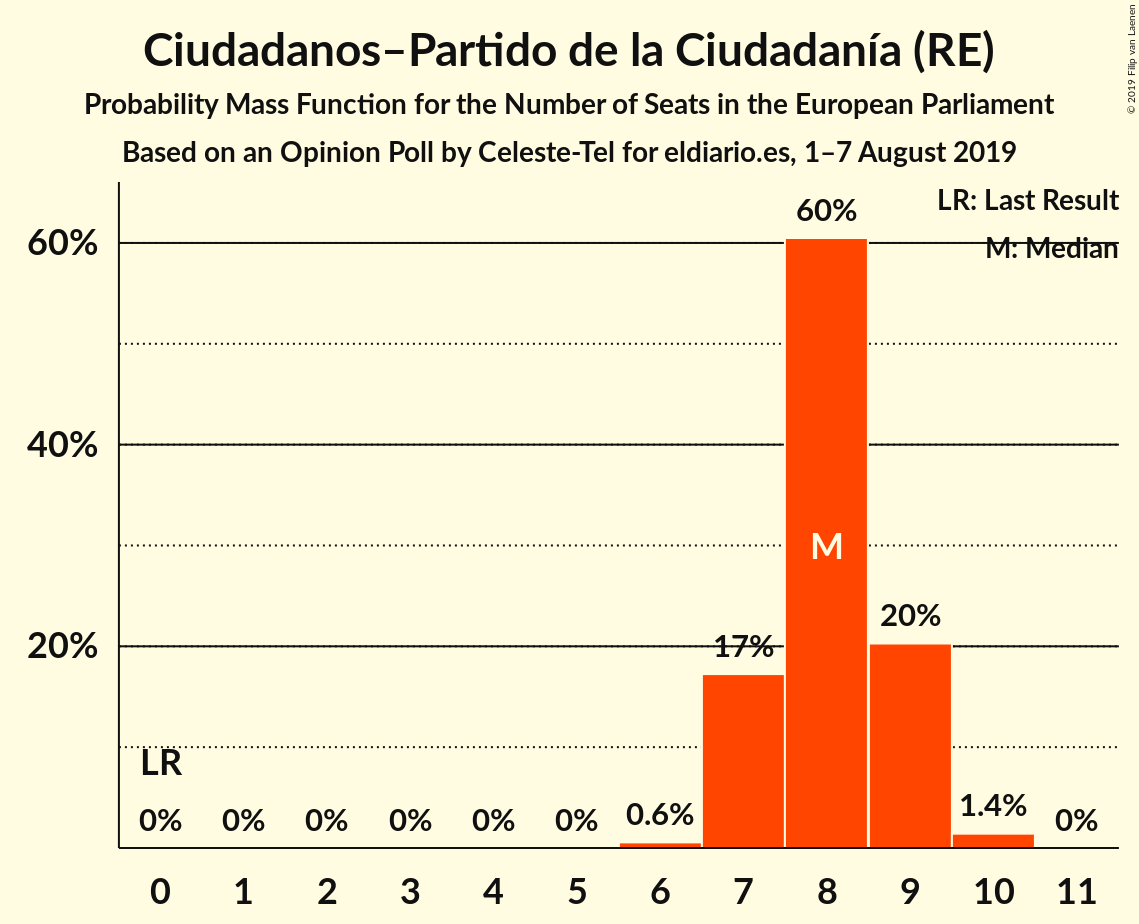 Ciudadanos–Partido de la Ciudadanía (RE)
Probability Mass Function for the Number of Seats in the European Parliament
Based on an Opinion Poll by Celeste-Tel for eldiario.es, 1–7 August 2019
© 2019 Filip van Laenen
LR: Last Result
M: Median
60%
40%
20%
60%
M
20%
17%
LR
0% 0% 0% 0% 0% 0% 0.6% 1.4% 0%
0 1 2 3 4 5 6 7 8 9 10 11